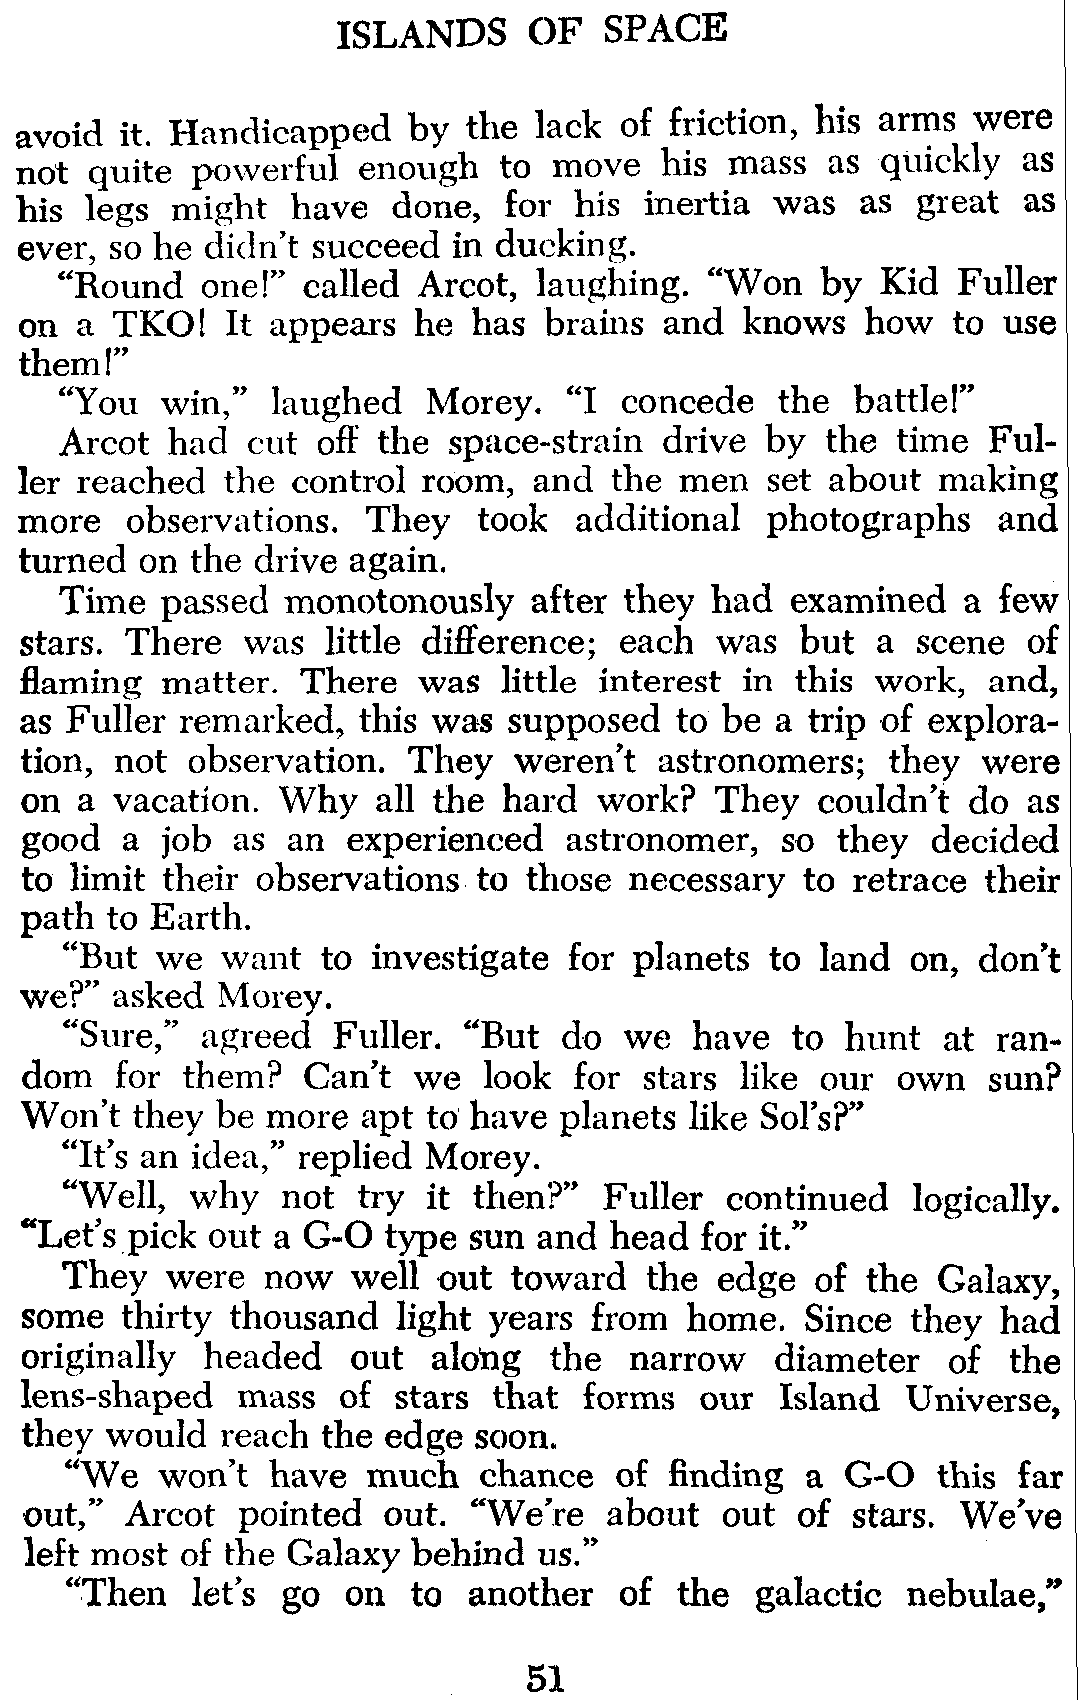 ISLANDS OF SPACE
avoid it. Handicapped by the lack of friction, his arms were
not quite powerful enough to move his mass as quickly as
his legs might have done, for his inertia was as great as
ever, so he didn't succeed in ducking.
“Round one!” called Arcot, laughing. “Won by Kid Fuller
on a TKO! It appears he has brains and knows how to use
them!”
“You win,” laughed Morey. “I concede the battle!”
Arcot had cut off the space-strain drive by the time Ful-
ler reached the control room, and the men set about making
more observations. They took additional photographs and
turned on the drive again.
Time passed monotonously after they had examined a few
stars. There was little difference; each was but a scene of
flaming matter. There was little interest in this work, and,
as Fuller remarked, this was supposed to be a trip of explora-
tion, not observation. They weren't astronomers; they were
on a vacation. Why all the hard work? They couldn't do as
good a job as an experienced astronomer, so they decided
to limit their observations to those necessary to retrace their
path to Earth.
“But we want to investigate for planets to land on, don't
we?” asked Morey.
“Sure,” agreed Fuller. “But do we have to hunt at ran-
dom for them? Can't we look for stars like our own sun?
Won't they be more apt to have planets like Sol's?”
“It's an idea,” replied Morey.
“Well, why not try it then?” Fuller continued logically.
“Let's pick out a G-O type sun and head for it.”
They were now well out toward the edge of the Galaxy,
some thirty thousand light years from home. Since they had
originally headed out along the narrow diameter of the
lens-shaped mass of stars that forms our Island Universe,
they would reach the edge soon.
“We won't have much chance of finding a G-O this far
out,” Arcot pointed out. “We're about out of stars. We've
left most of the Galaxy behind us.”
“Then let's go on to another of the galactic nebulae,”
51